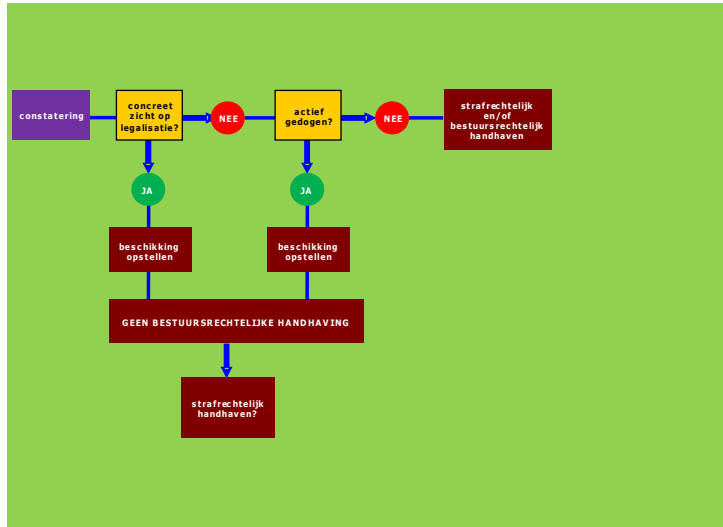 constatering
concreet
zicht op
legalisatie?
NEE
actief
gedogen?
NEE
strafrechtelijk
en/of
bestuursrechtelijk
handhaven
JA
JA
beschikking
opstellen
beschikking
opstellen
GEEN BESTUURSRECHTELIJKE HANDHAVING
strafrechtelijk
handhaven?